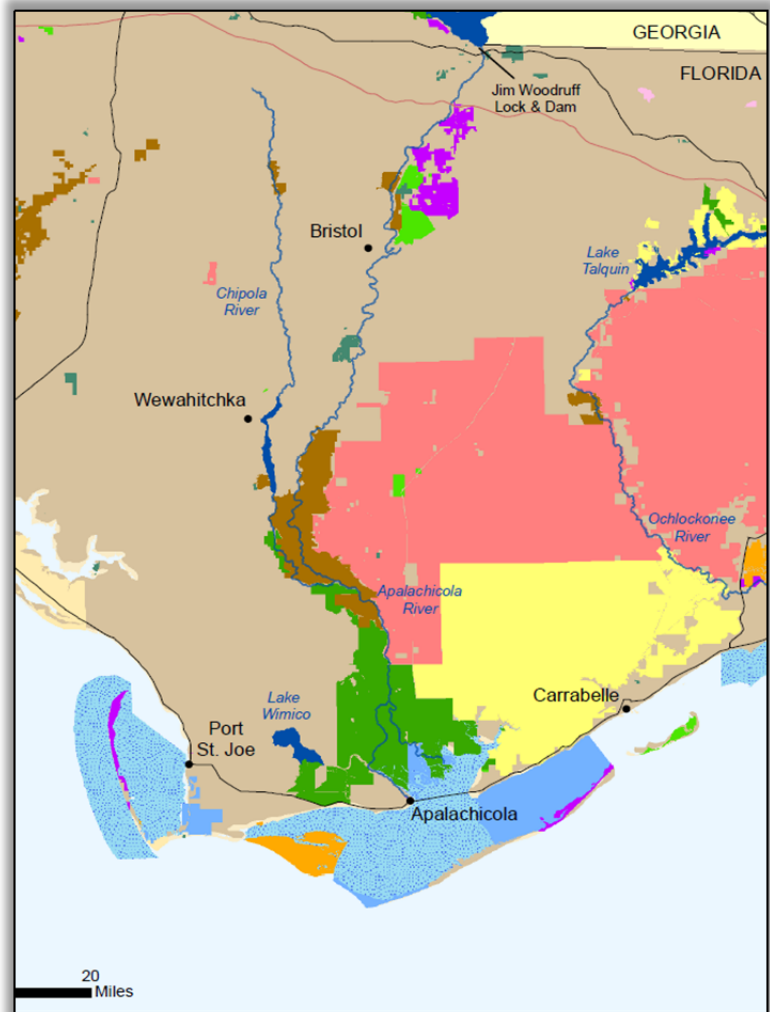 GEORGIA
FLORIDA
Jim Woodruff
Lock & Dam
Bristol
Lake
Talquin
Chipola
River
Wewahitchka
Ochlockonee
River
Apalachicola
River
Lake
Wimico
Carrabelle
Port
St. Joe
Apalachicola
20
Miles